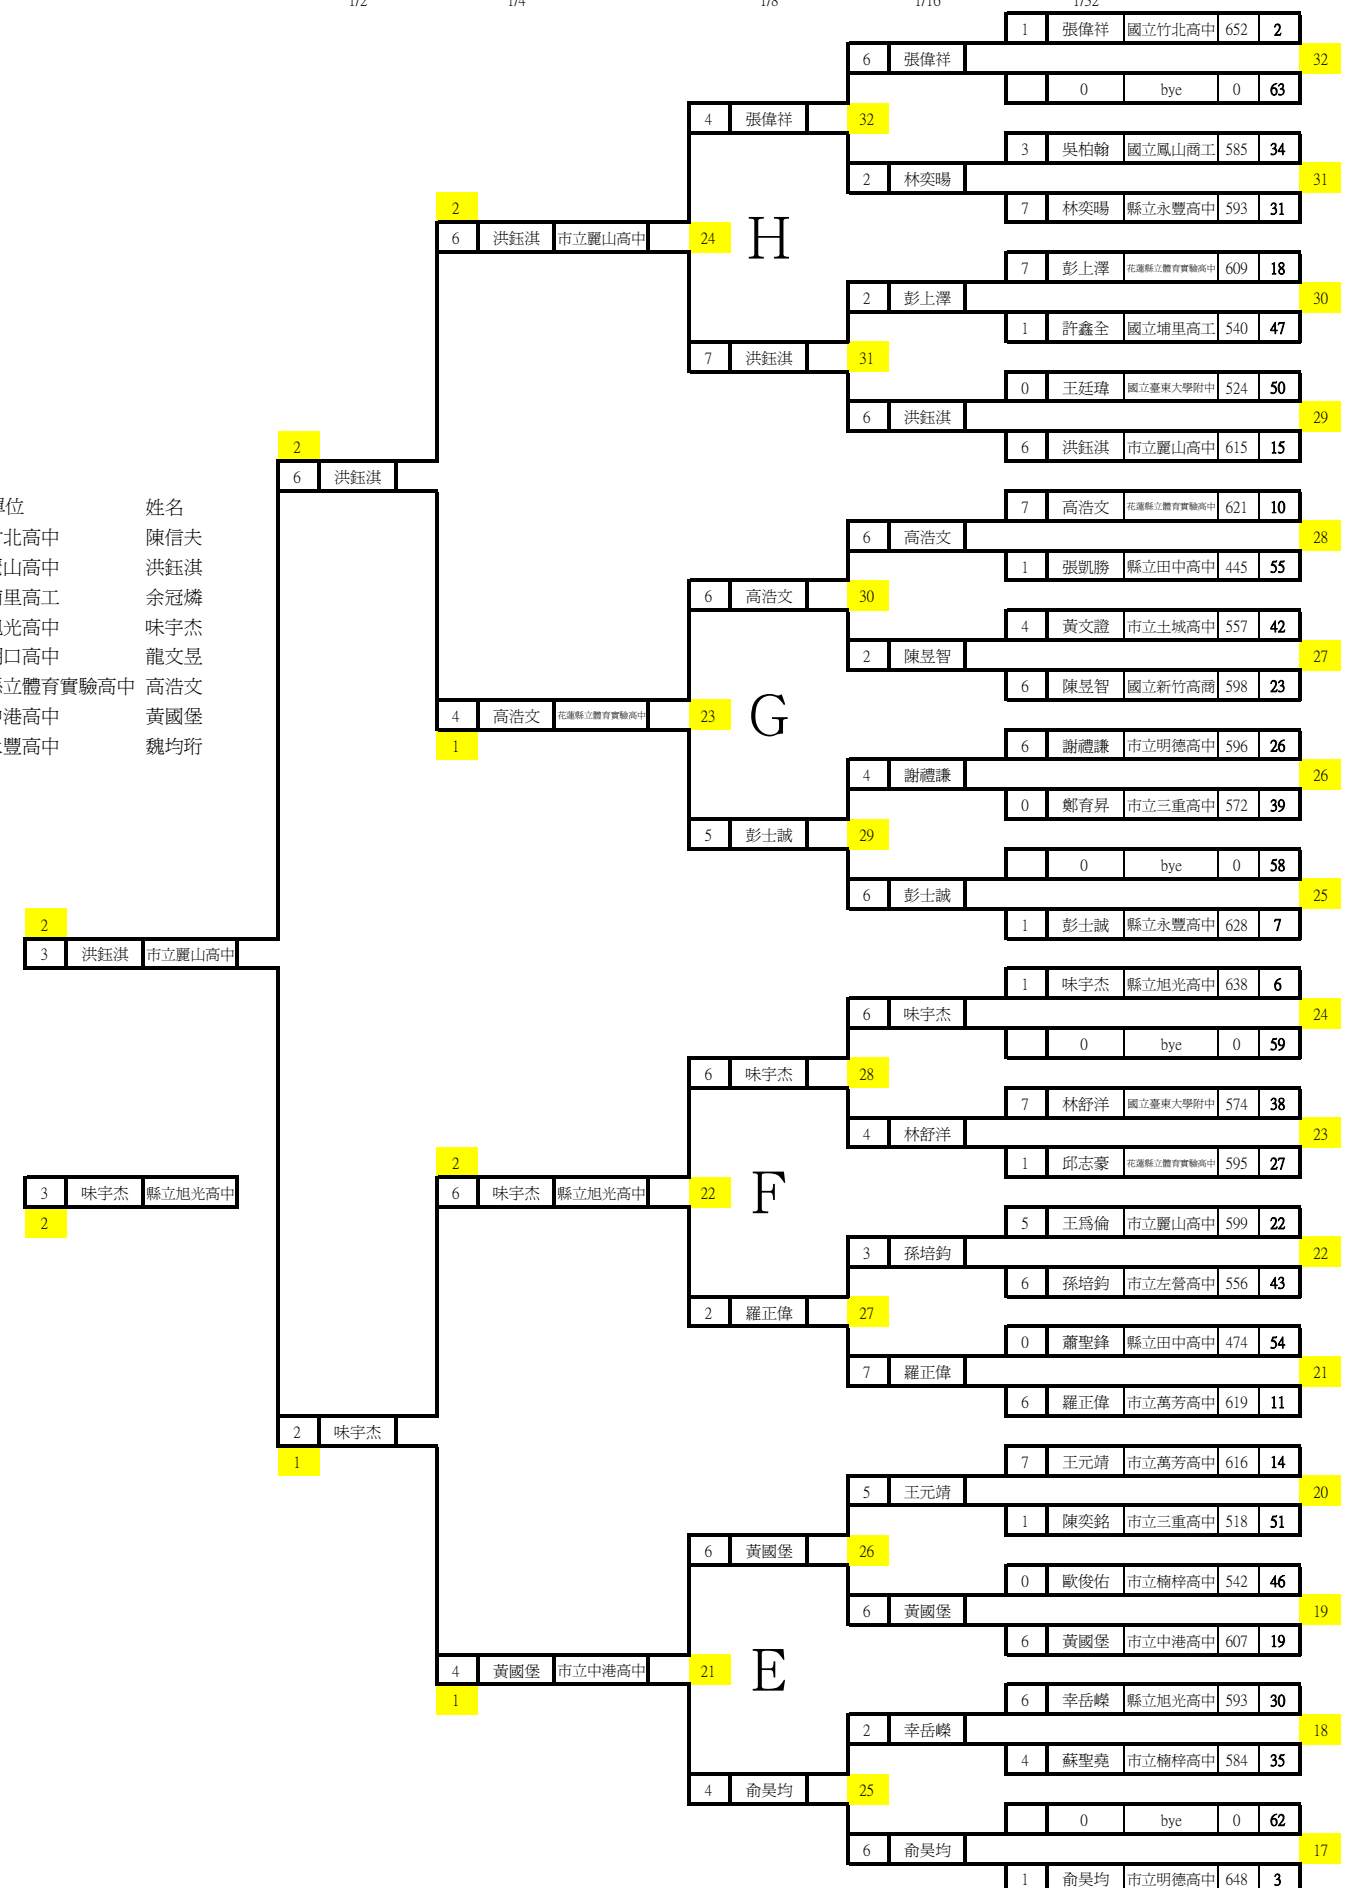 1/2 1/4 1/8 1/16 1/32
1 張偉祥 國立竹北高中 652 2
6 張偉祥 32
0 bye 0 63
4 張偉祥 32
3 吳柏翰 國立鳳山商工 585 34
2 林奕暘 31
2 7 林奕暘 縣立永豐高中 593 31
6 洪鈺淇 市立麗山高中 24 H
7 彭上澤 花蓮縣立體育實驗高中 609 18
2 彭上澤 30
1 許鑫全 國立埔里高工 540 47
7 洪鈺淇 31
0 王廷瑋 國立臺東大學附中 524 50
6 洪鈺淇 29
2 6 洪鈺淇 市立麗山高中 615 15
6 洪鈺淇
位 姓名 7 高浩文 花蓮縣立體育實驗高中 621 10
北高中 陳信夫 6 高浩文 28
山高中 洪鈺淇 1 張凱勝 縣立田中高中 445 55
里高工 余冠燐 6 高浩文 30
光高中 味宇杰 4 黃文證 市立土城高中 557 42
口高中 龍文昱 2 陳昱智 27
立體育實驗高中 高浩文 6 陳昱智 國立新竹高商 598 23
港高中 黃國堡 4 高浩文 花蓮縣立體育實驗高中 23 G
豐高中 魏均珩 1 6 謝禮謙 市立明德高中 596 26
4 謝禮謙 26
0 鄭育昇 市立三重高中 572 39
5 彭士誠 29
0 bye 0 58
6 彭士誠 25
2 1 彭士誠 縣立永豐高中 628 7
3 洪鈺淇 市立麗山高中
1 味宇杰 縣立旭光高中 638 6
6 味宇杰 24
0 bye 0 59
6 味宇杰 28
7 林舒洋 國立臺東大學附中 574 38
4 林舒洋 23
2 1 邱志豪 花蓮縣立體育實驗高中 595 27
3 味宇杰 縣立旭光高中 6 味宇杰 縣立旭光高中 22 F
2 5 王爲倫 市立麗山高中 599 22
3 孫培鈞 22
6 孫培鈞 市立左營高中 556 43
2 羅正偉 27
0 蕭聖鋒 縣立田中高中 474 54
7 羅正偉 21
6 羅正偉 市立萬芳高中 619 11
2 味宇杰
1 7 王元靖 市立萬芳高中 616 14
5 王元靖 20
1 陳奕銘 市立三重高中 518 51
6 黃國堡 26
0 歐俊佑 市立楠梓高中 542 46
6 黃國堡 19
6 黃國堡 市立中港高中 607 19
4 黃國堡 市立中港高中 21 E
1 6 幸岳嶸 縣立旭光高中 593 30
2 幸岳嶸 18
4 蘇聖堯 市立楠梓高中 584 35
4 俞昊均 25
0 bye 0 62
6 俞昊均 17
1 俞昊均 市立明德高中 648 3